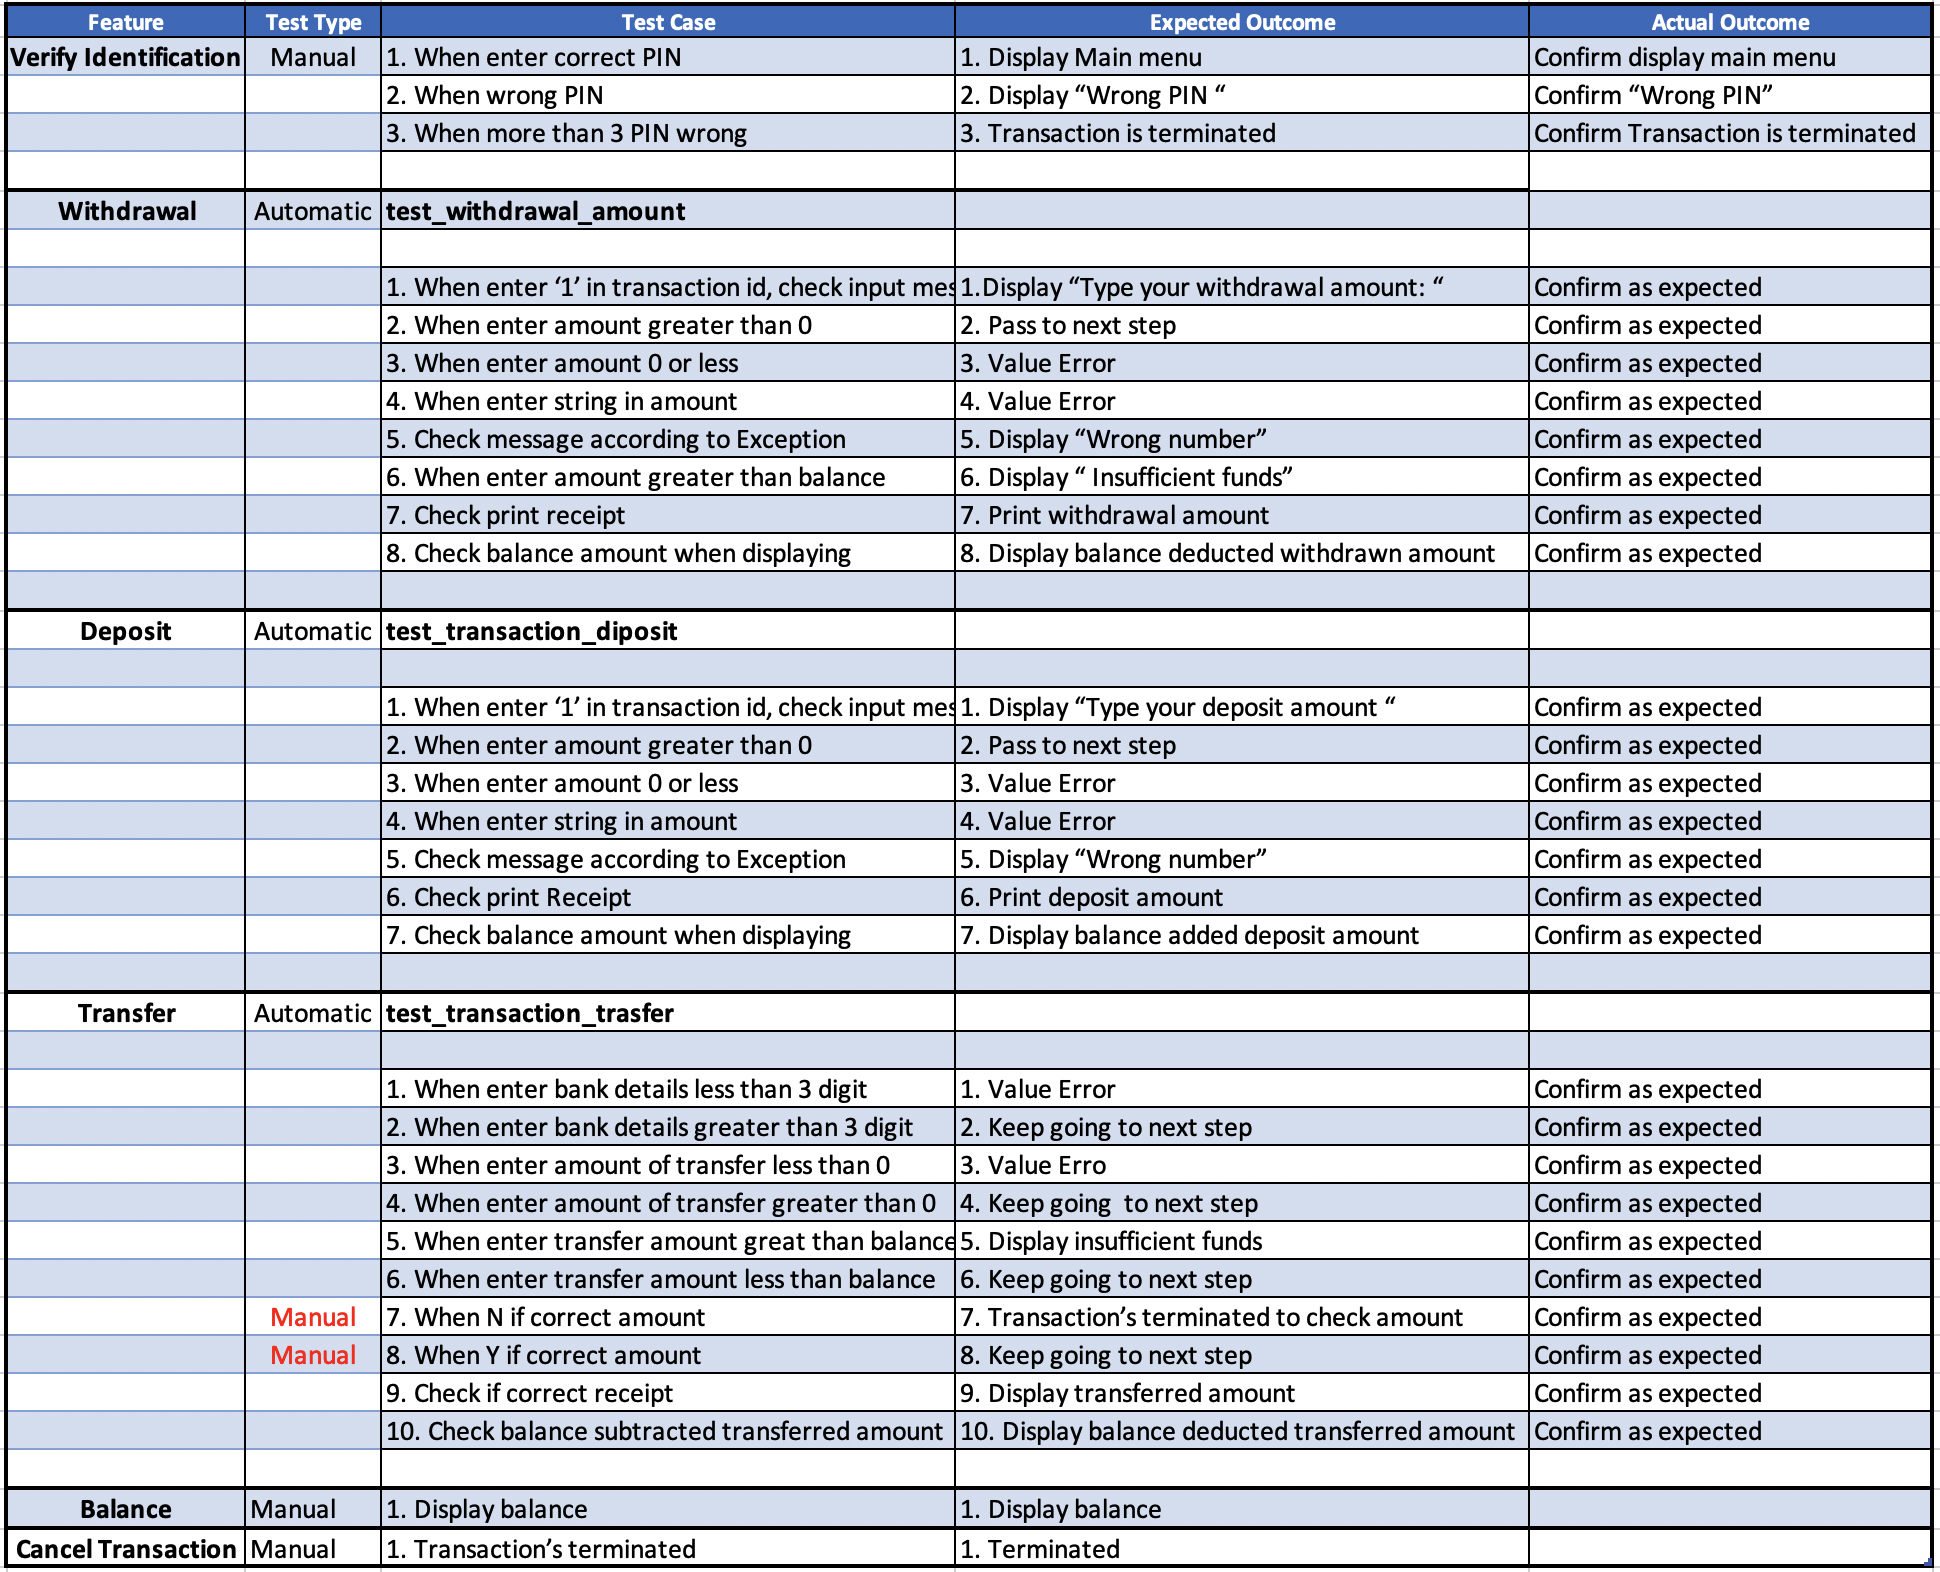 Feature Test Type Test Case Expected Outcome Actual Outcome
Verify Identification Manual 1. When enter correct PIN 1. Display Main menu Confirm display main menu
2. When wrong PIN 2. Display “Wrong PIN “ Confirm “Wrong PIN”
3. When more than 3 PIN wrong 3. Transaction is terminated Confirm Transaction is terminated
Withdrawal Automatic test_withdrawal_amount
1. When enter ‘1’ in transaction id, check input mes 1.Display “Type your withdrawal amount: “ Confirm as expected
2. When enter amount greater than 0 2. Pass to next step Confirm as expected
3. When enter amount 0 or less 3. Value Error Confirm as expected
4. When enter string in amount 4. Value Error Confirm as expected
5. Check message according to Exception 5. Display “Wrong number” Confirm as expected
6. When enter amount greater than balance 6. Display “ Insufficient funds” Confirm as expected
7. Check print receipt 7. Print withdrawal amount Confirm as expected
8. Check balance amount when displaying 8. Display balance deducted withdrawn amount Confirm as expected
Deposit Automatic test_transaction_diposit
1. When enter ‘1’ in transaction id, check input mes 1. Display “Type your deposit amount “ Confirm as expected
2. When enter amount greater than 0 2. Pass to next step Confirm as expected
3. When enter amount 0 or less 3. Value Error Confirm as expected
4. When enter string in amount 4. Value Error Confirm as expected
5. Check message according to Exception 5. Display “Wrong number” Confirm as expected
6. Check print Receipt 6. Print deposit amount Confirm as expected
7. Check balance amount when displaying 7. Display balance added deposit amount Confirm as expected
Transfer Automatic test_transaction_trasfer
1. When enter bank details less than 3 digit 1. Value Error Confirm as expected
2. When enter bank details greater than 3 digit 2. Keep going to next step Confirm as expected
3. When enter amount of transfer less than 0 3. Value Erro Confirm as expected
4. When enter amount of transfer greater than 0 4. Keep going  to next step Confirm as expected
5. When enter transfer amount great than balance 5. Display insufficient funds Confirm as expected
6. When enter transfer amount less than balance 6. Keep going to next step Confirm as expected
Manual 7. When N if correct amount 7. Transaction’s terminated to check amount Confirm as expected
Manual 8. When Y if correct amount 8. Keep going to next step Confirm as expected
9. Check if correct receipt 9. Display transferred amount Confirm as expected
10. Check balance subtracted transferred amount 10. Display balance deducted transferred amount Confirm as expected
Balance Manual 1. Display balance 1. Display balance
Cancel Transaction Manual 1. Transaction’s terminated 1. Terminated